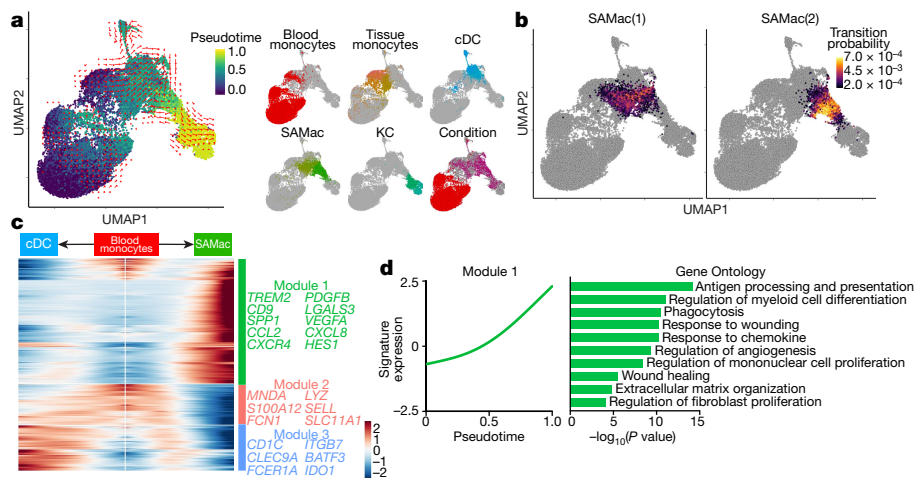 a
Pseudotime
1.0
0.5
0.0
UMAP2
UMAP1
Blood
monocytes
Tissue
monocytes
cDC
SAMac
KC
Condition
b
SAMac(1)
SAMac(2)
Transition
probability
7.0 × 10⁻⁴
4.5 × 10⁻³
2.0 × 10⁻⁴
UMAP2
UMAP1
c
cDC
Blood
monocytes
SAMac
Module 1
TREM2 PDGFB
CD9 LGALS3
SPP1 VEGFA
CCL2 CXCL8
CXCR4 HES1
Module 2
MNDA LYZ
S100A12 SELL
FCN1 SLC11A1
Module 3
CD1C ITGB7
CLEC9A BATF3
FCER1A IDO1
2
1
0
−1
−2
d
Module 1
Signature
expression
2.5
0
−2.5
0
0.5
1.0
Pseudotime
Gene Ontology
Antigen processing and presentation
Regulation of myeloid cell differentiation
Phagocytosis
Response to wounding
Response to chemokine
Regulation of angiogenesis
Regulation of mononuclear cell proliferation
Wound healing
Extracellular matrix organization
Regulation of fibroblast proliferation
0 5 10 15
−log₁₀(P value)